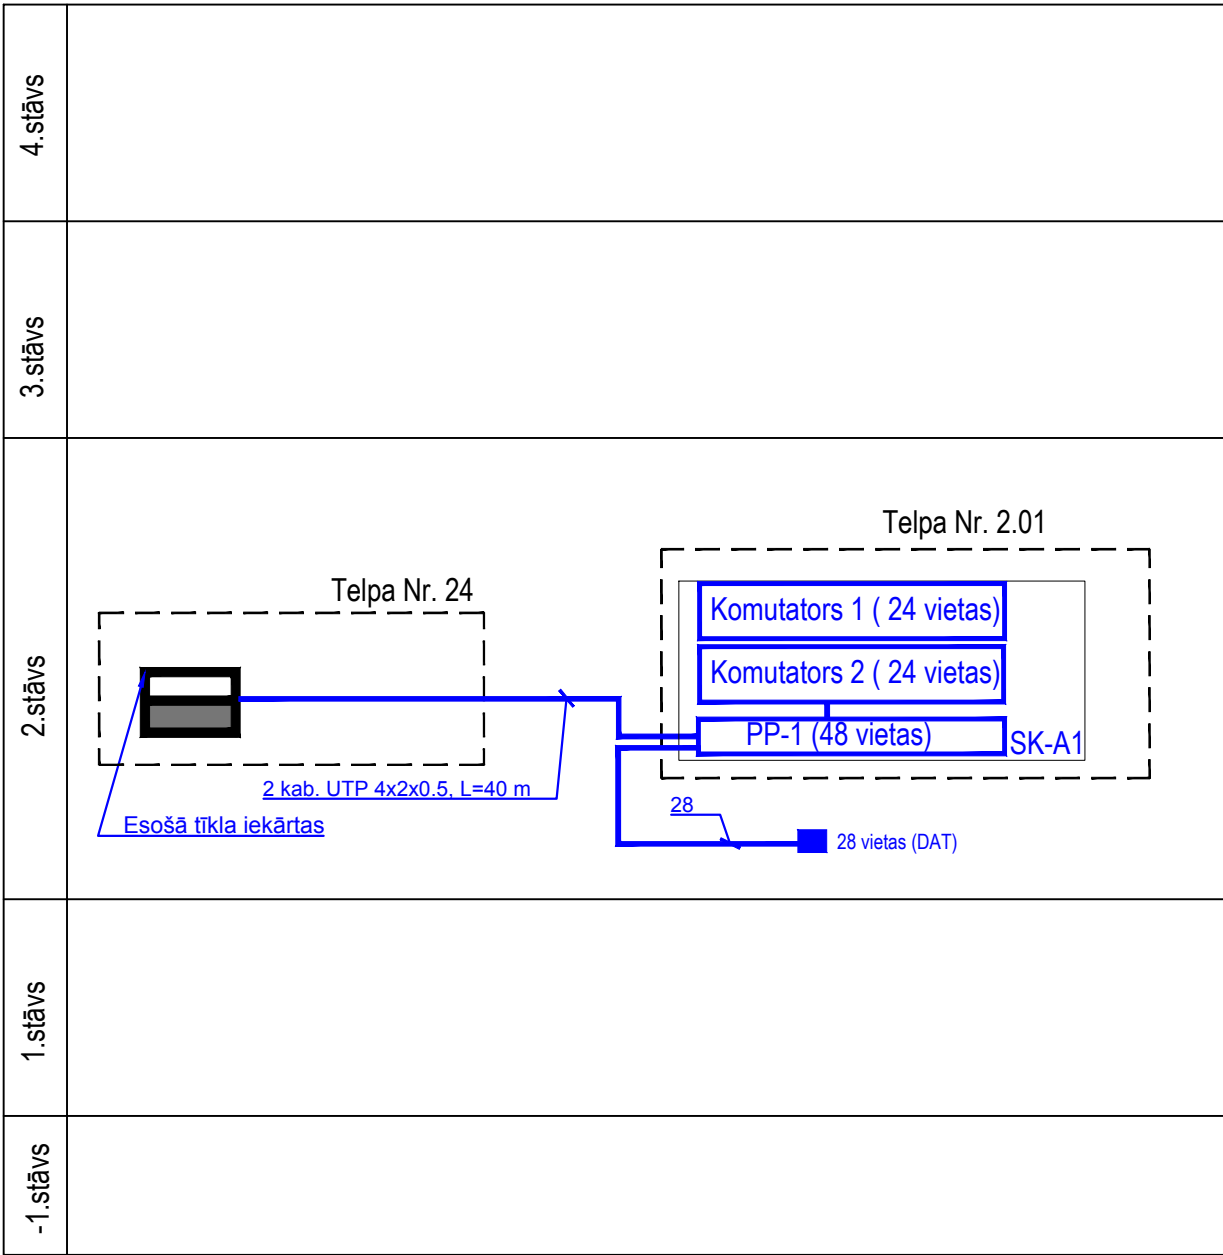 4.stāvs
3.stāvs
2.stāvs
Telpa Nr. 24
Telpa Nr. 2.01
Komutators 1 ( 24 vietas)
Komutators 2 ( 24 vietas)
PP-1 (48 vietas)
SK-A1
2 kab. UTP 4x2x0.5, L=40 m
Esošā tīkla iekārtas
28
28 vietas (DAT)
1.stāvs
-1.stāvs